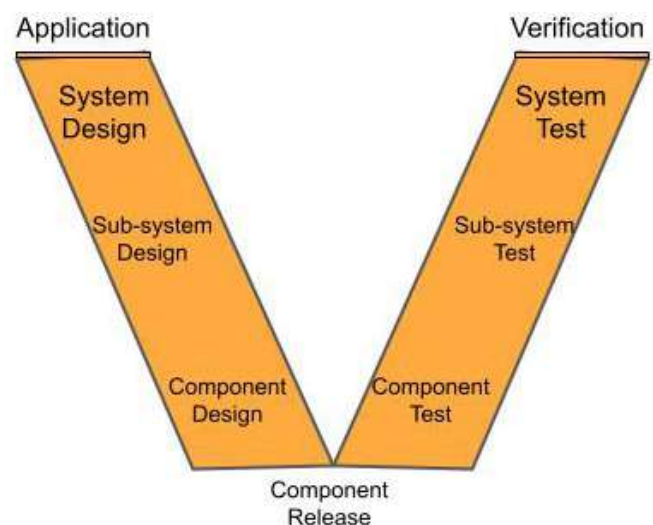 Application
Verification
System
Design
System
Test
Sub-system
Design
Sub-system
Test
Component
Design
Component
Test
Component
Release